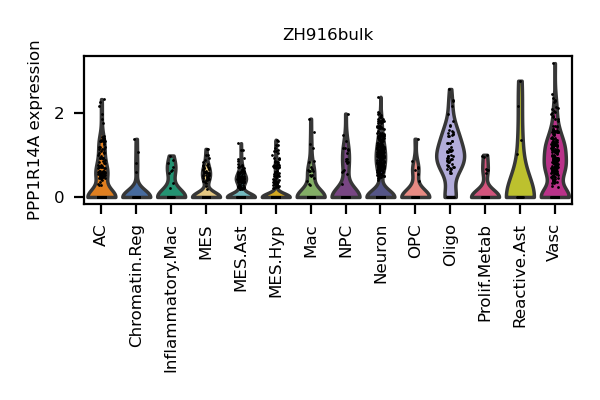 ZH916bulk
PPP1R14A expression
2
0
AC
Chromatin.Reg
Inflammatory.Mac
MES
MES.Ast
MES.Hyp
Mac
NPC
Neuron
OPC
Oligo
Prolif.Metab
Reactive.Ast
Vasc